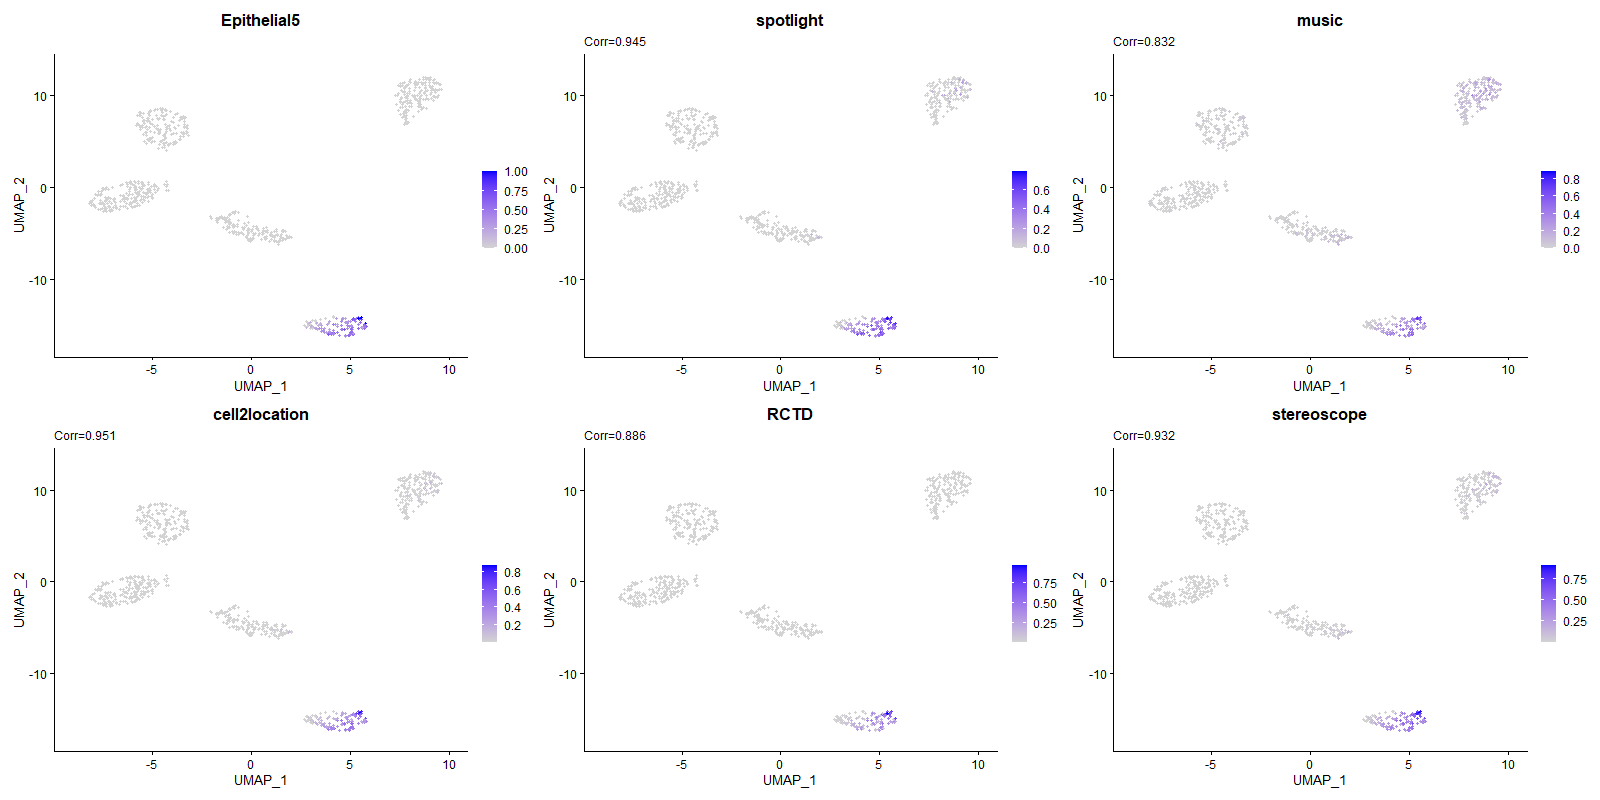 Epithelial5
UMAP_2
10
0
-10
-5
0
5
10
UMAP_1
1.00
0.75
0.50
0.25
0.00
spotlight
Corr=0.945
UMAP_2
10
0
-10
-5
0
5
10
UMAP_1
0.6
0.4
0.2
0.0
music
Corr=0.832
UMAP_2
10
0
-10
-5
0
5
10
UMAP_1
0.8
0.6
0.4
0.2
0.0
cell2location
Corr=0.951
UMAP_2
10
0
-10
-5
0
5
10
UMAP_1
0.8
0.6
0.4
0.2
RCTD
Corr=0.886
UMAP_2
10
0
-10
-5
0
5
10
UMAP_1
0.75
0.50
0.25
stereoscope
Corr=0.932
UMAP_2
10
0
-10
-5
0
5
10
UMAP_1
0.75
0.50
0.25